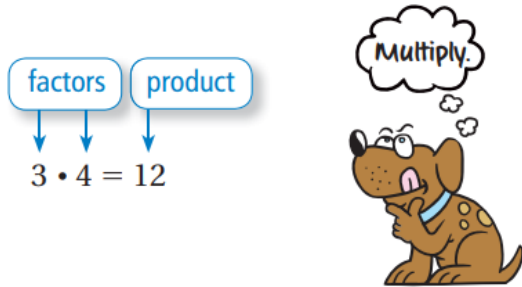 factors product
3 • 4 = 12
Multiply.